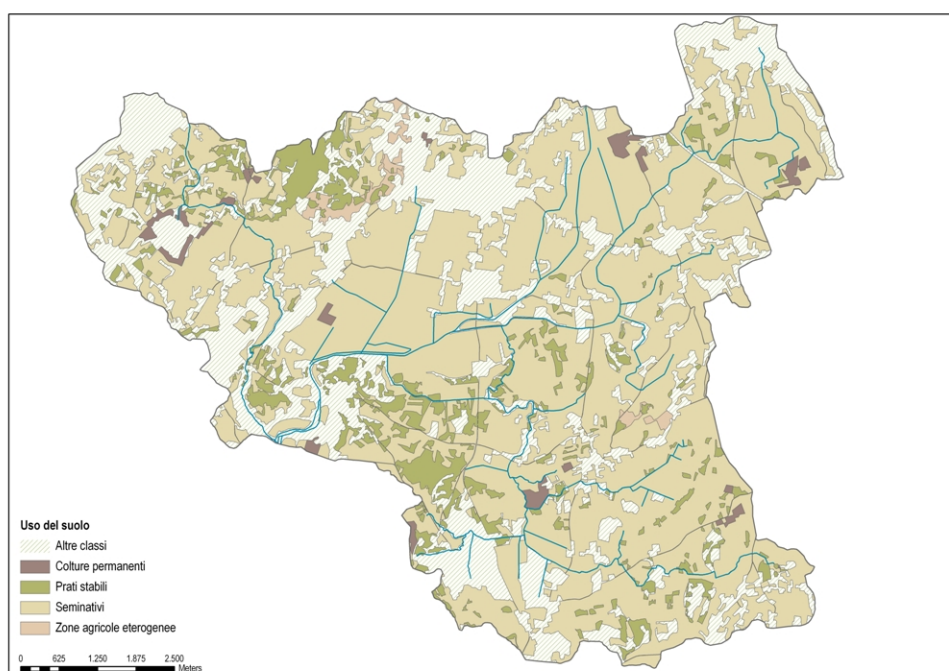 Uso del suolo
Altre classi
Colture permanenti
Prati stabili
Seminativi
Zone agricole eterogenee
0 625 1.250 1.875 2.500
Meters